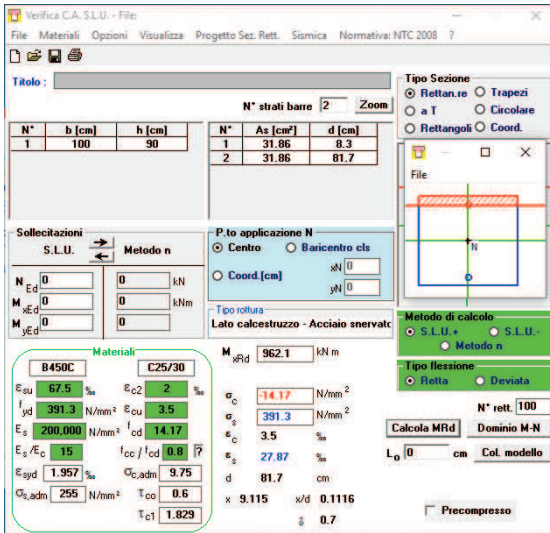 Verifica C.A. S.L.U. - File:
File Materiali Opzioni Visualizza Progetto Sez. Rett. Sismica Normativa: NTC 2008 ?
Titolo :
N° strati barre 2 Zoom
N° b [cm] h [cm]
1 100 90
N° As [cm²] d [cm]
1 31.86 8.3
2 31.86 81.7
Tipo Sezione
Rettan.re Trapezi
a T Circolare
Rettangoli Coord.
File
N
Sollecitazioni
S.L.U. Metodo n
N Ed 0 0 kN
M xEd 0 0 kNm
M yEd 0 0
P.to applicazione N
Centro Baricentro cls
Coord.[cm] xN 0
yN 0
Tipo rottura
Lato calcestruzzo - Acciaio snervato
Metodo di calcolo
S.L.U.+ S.L.U.-
Metodo n
Tipo flessione
Retta Deviata
Materiali
B450C C25/30
εsu 67.5 ‰ εc2 2 ‰
fyd 391.3 N/mm² εcu 3.5 ‰
Es 200,000 N/mm² fcd 14.17
Es /Ec 15 fcc / fcd 0.8 ?
εsyd 1.957 ‰ σc,adm 9.75
σs,adm 255 N/mm² τco 0.6
τc1 1.829
M xRd 962.1 kN m
σc -14.17 N/mm²
σs 391.3 N/mm²
εc 3.5 ‰
εs 27.87 ‰
d 81.7 cm
x 9.115 x/d 0.1116
δ 0.7
N° rett. 100
Calcola MRd Dominio M-N
L0 0 cm Col. modello
Precompresso